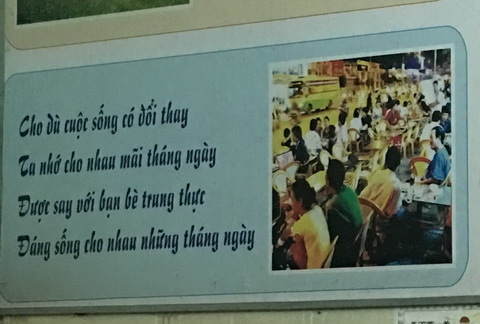 Cho dù cuộc sống có đổi thay
Ta nhớ cho nhau mãi tháng ngày
Được say với bạn bè trung thực
Đáng sống cho nhau những tháng ngày